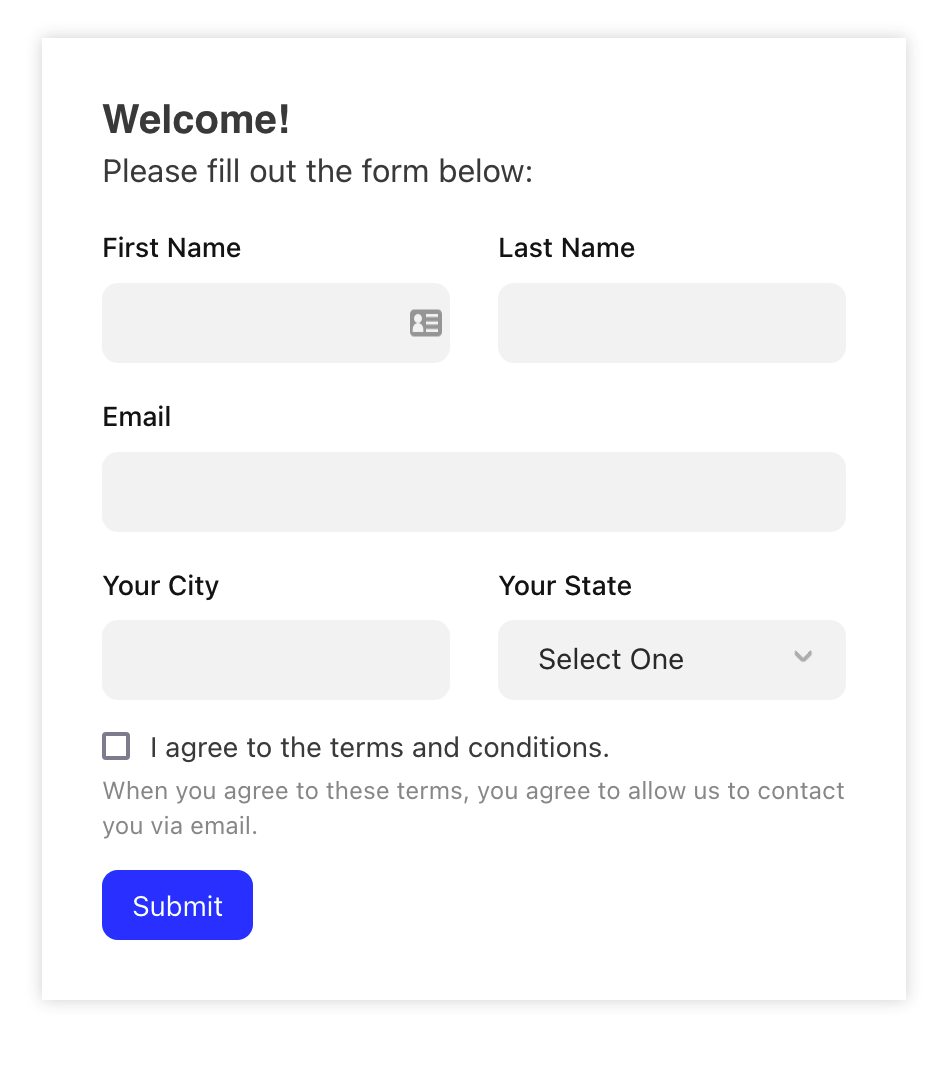 Welcome!
Please fill out the form below:
First Name
Last Name
Email
Your City
Your State
Select One
I agree to the terms and conditions.
When you agree to these terms, you agree to allow us to contact
you via email.
Submit